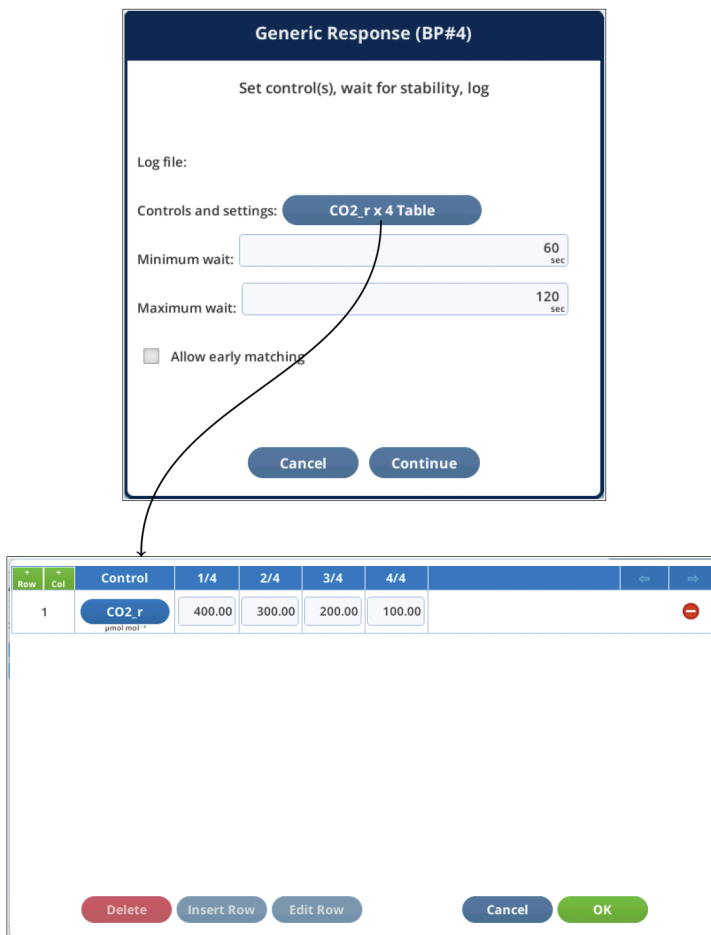 Generic Response (BP#4)
Set control(s), wait for stability, log
Log file:
Controls and settings: CO2_r x 4 Table
Minimum wait: 60 sec
Maximum wait: 120 sec
Allow early matching
Cancel Continue
+ Row + Col Control 1/4 2/4 3/4 4/4
1 CO2_r 400.00 300.00 200.00 100.00
µmol mol⁻¹
Delete Insert Row Edit Row Cancel OK